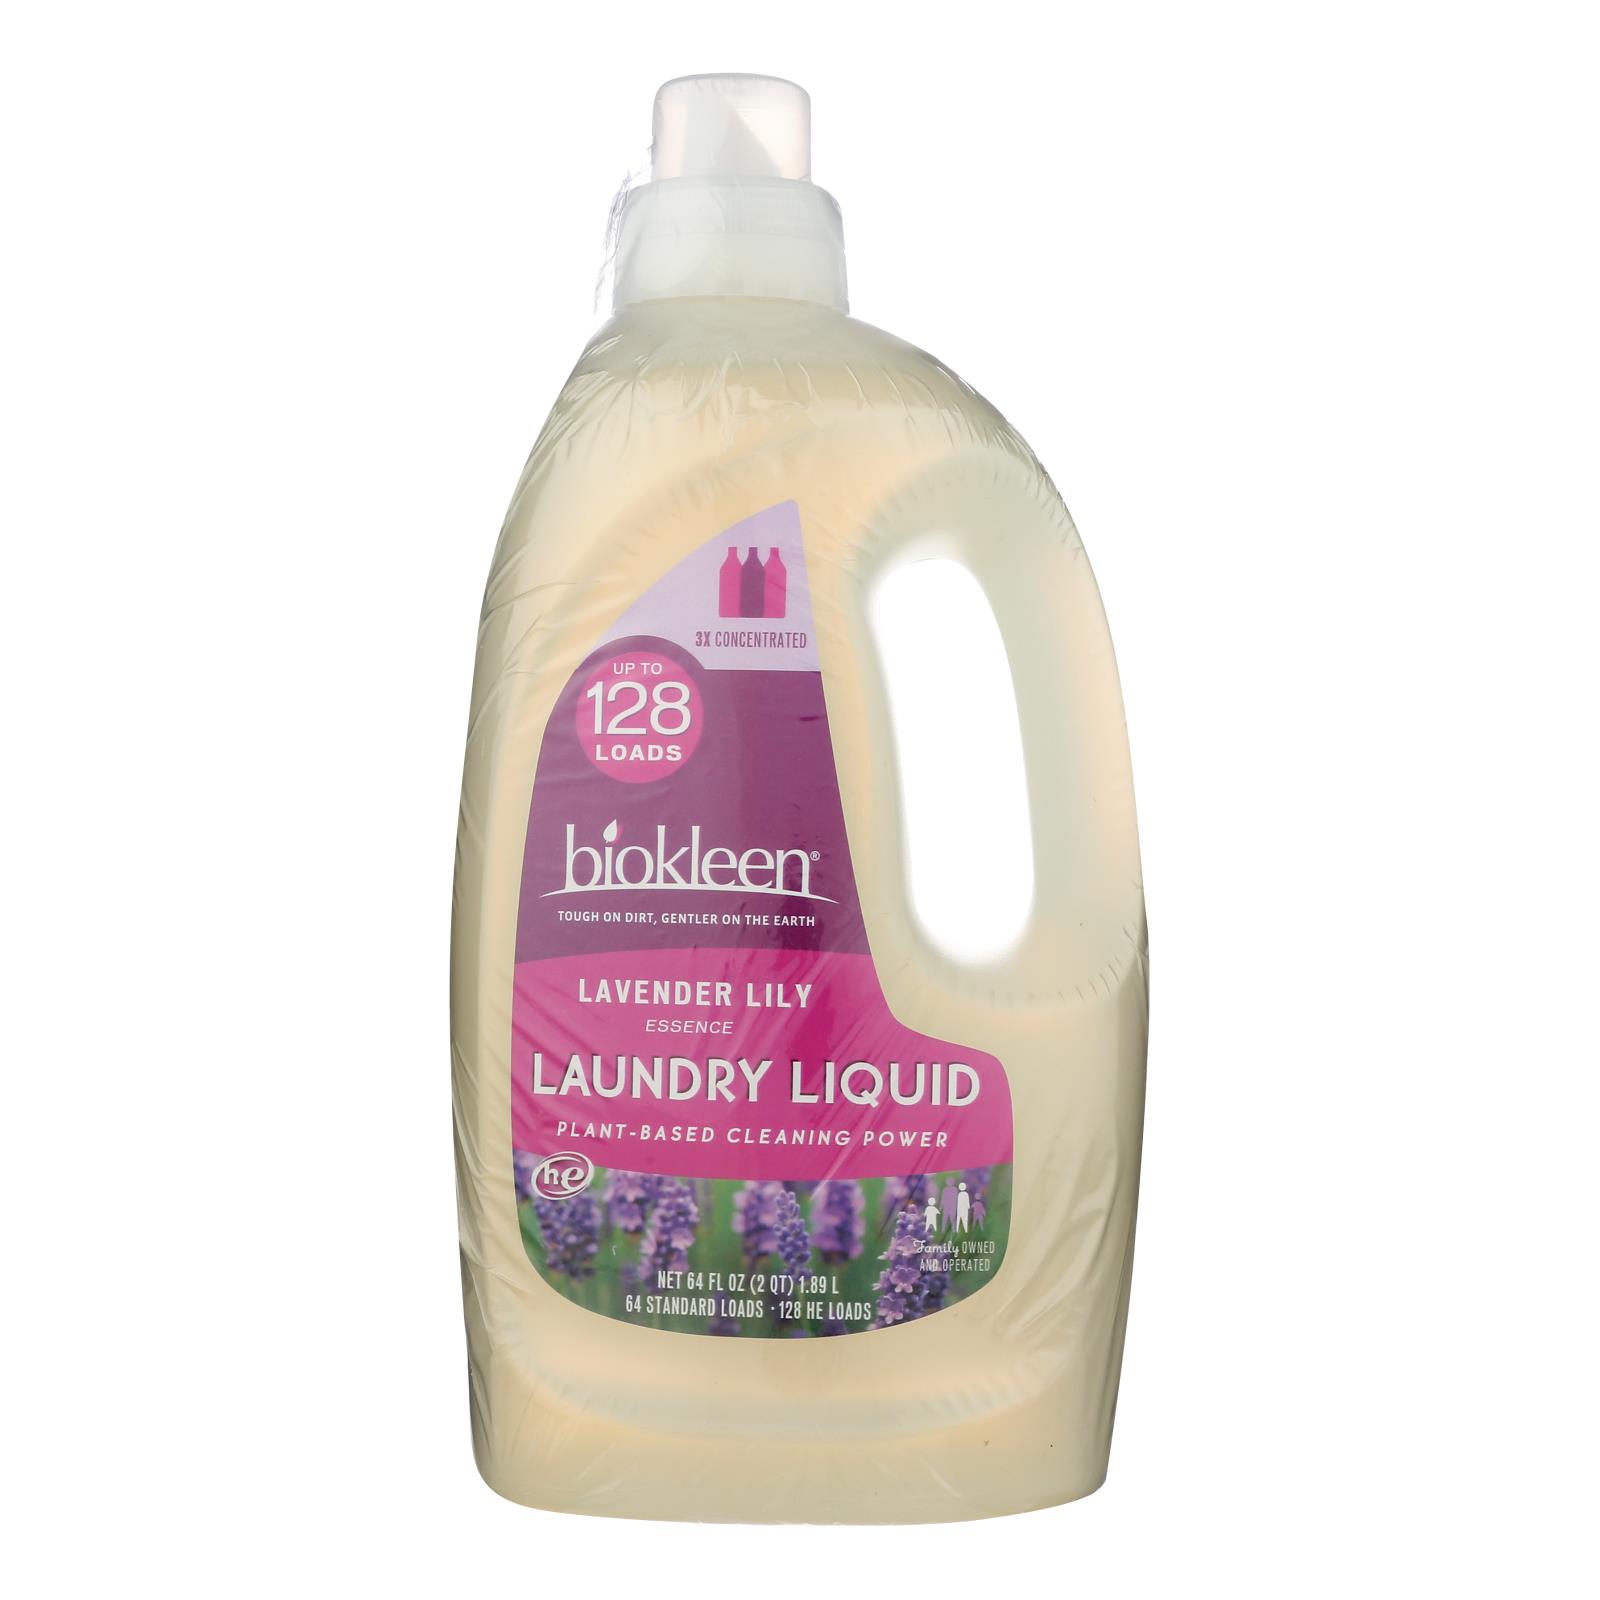 3X CONCENTRATED
UP TO
128
LOADS
biokleen®
TOUGH ON DIRT, GENTLER ON THE EARTH
LAVENDER LILY
ESSENCE
LAUNDRY LIQUID
PLANT-BASED CLEANING POWER
he
Family OWNED
AND OPERATED
NET 64 FL OZ (2 QT) 1.89 L
64 STANDARD LOADS · 128 HE LOADS